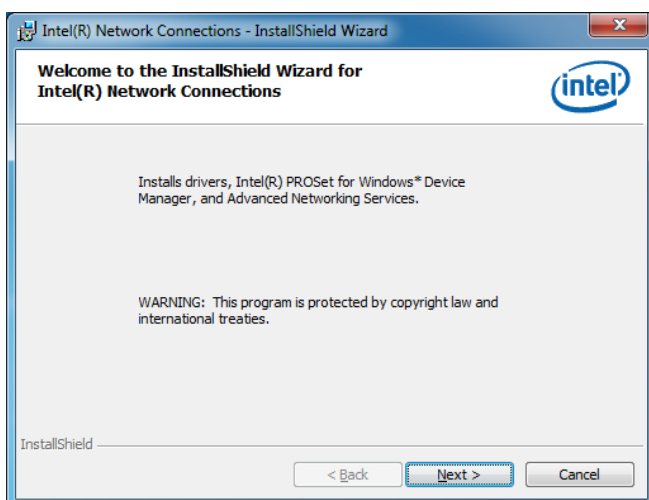 Intel(R) Network Connections - InstallShield Wizard
Welcome to the InstallShield Wizard for
Intel(R) Network Connections
intel
Installs drivers, Intel(R) PROSet for Windows* Device
Manager, and Advanced Networking Services.
WARNING: This program is protected by copyright law and
international treaties.
InstallShield
< Back
Next >
Cancel